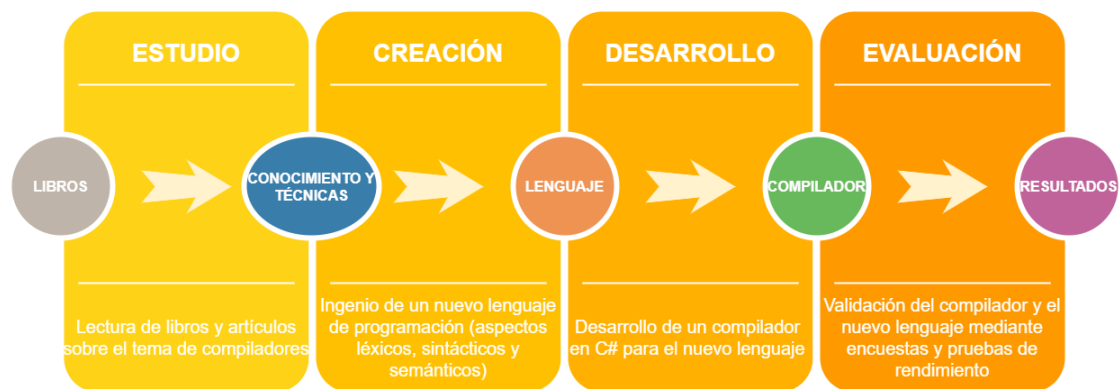 ESTUDIO
CREACIÓN
DESARROLLO
EVALUACIÓN
LIBROS
CONOCIMIENTO Y
TÉCNICAS
LENGUAJE
COMPILADOR
RESULTADOS
Lectura de libros y artículos
sobre el tema de compiladores
Ingenio de un nuevo lenguaje
de programación (aspectos
léxicos, sintácticos y
semánticos)
Desarrollo de un compilador
en C# para el nuevo lenguaje
Validación del compilador y el
nuevo lenguaje mediante
encuestas y pruebas de
rendimiento